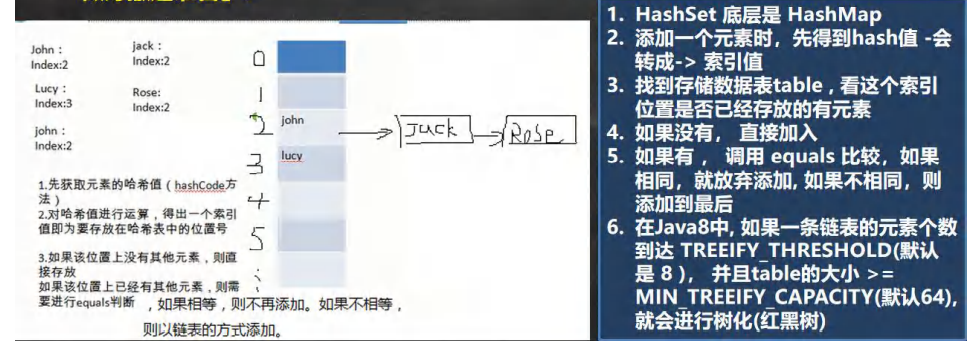 John：
Index:2
jack：
Index:2
Lucy：
Index:3
Rose:
Index:2
john：
Index:2
0
1
2
3
4
5
john
lucy
Jack
Rose
1.先获取元素的哈希值（hashCode方
法）
2.对哈希值进行运算，得出一个索引
值即为要存放在哈希表中的位置号
3.如果该位置上没有其他元素，则直
接存放
如果该位置上已经有其他元素，则需
要进行equals判断，如果相等，则不再添加。如果不相等，
则以链表的方式添加。
1. HashSet 底层是 HashMap
2. 添加一个元素时，先得到hash值 -会
转成-> 索引值
3. 找到存储数据表table，看这个索引
位置是否已经存放的有元素
4. 如果没有， 直接加入
5. 如果有 ， 调用 equals 比较，如果
相同，就放弃添加, 如果不相同，则
添加到最后
6. 在Java8中, 如果一条链表的元素个数
到达 TREEIFY_THRESHOLD(默认
是 8 )， 并且table的大小 >=
MIN_TREEIFY_CAPACITY(默认64),
就会进行树化(红黑树)